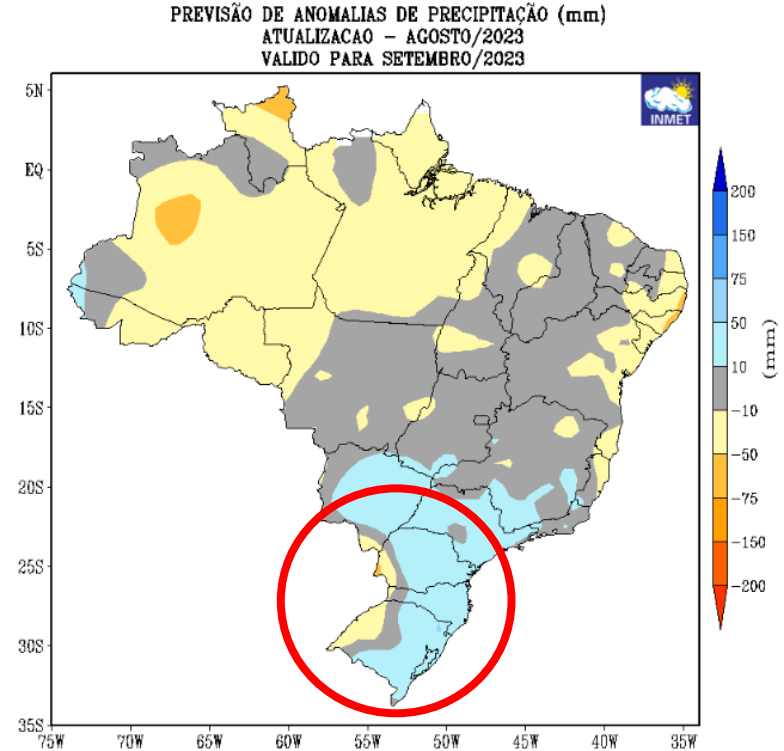 PREVISÃO DE ANOMALIAS DE PRECIPITAÇÃO (mm)
ATUALIZACAO – AGOSTO/2023
VALIDO PARA SETEMBRO/2023
INMET
5N
EQ
5S
10S
15S
20S
25S
30S
35S
75W
70W
65W
60W
55W
50W
45W
40W
35W
200
150
75
50
10
-10
-50
-75
-150
-200
(mm)